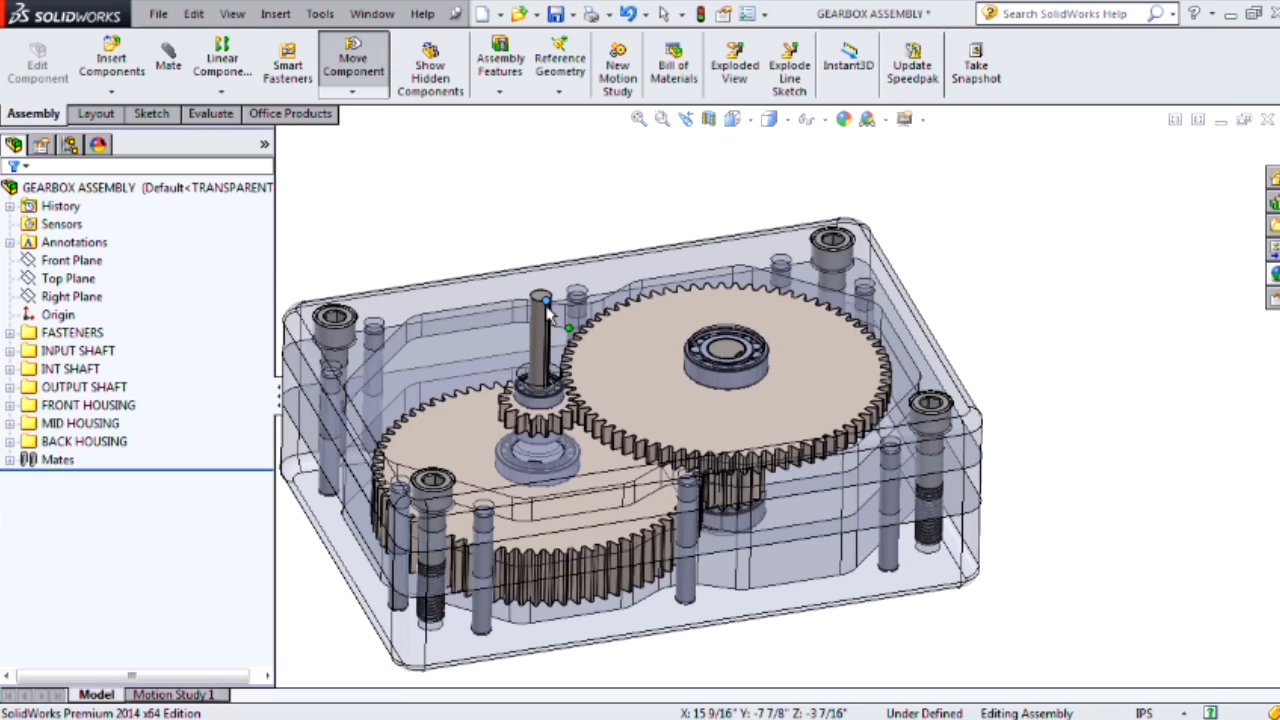 SOLIDWORKS File Edit View Insert Tools Window Help GEARBOX ASSEMBLY * Search SolidWorks Help
Edit Component
Insert Components
Mate
Linear Compone...
Smart Fasteners
Move Component
Show Hidden Components
Assembly Features
Reference Geometry
New Motion Study
Bill of Materials
Exploded View
Explode Line Sketch
Instant3D
Update Speedpak
Take Snapshot
Assembly Layout Sketch Evaluate Office Products
GEARBOX ASSEMBLY (Default<TRANSPARENT
History
Sensors
Annotations
Front Plane
Top Plane
Right Plane
Origin
FASTENERS
INPUT SHAFT
INT SHAFT
OUTPUT SHAFT
FRONT HOUSING
MID HOUSING
BACK HOUSING
Mates
Model Motion Study 1
SolidWorks Premium 2014 x64 Edition X: 15 9/16" Y: -7 7/8" Z: -3 7/16" Under Defined Editing Assembly IPS